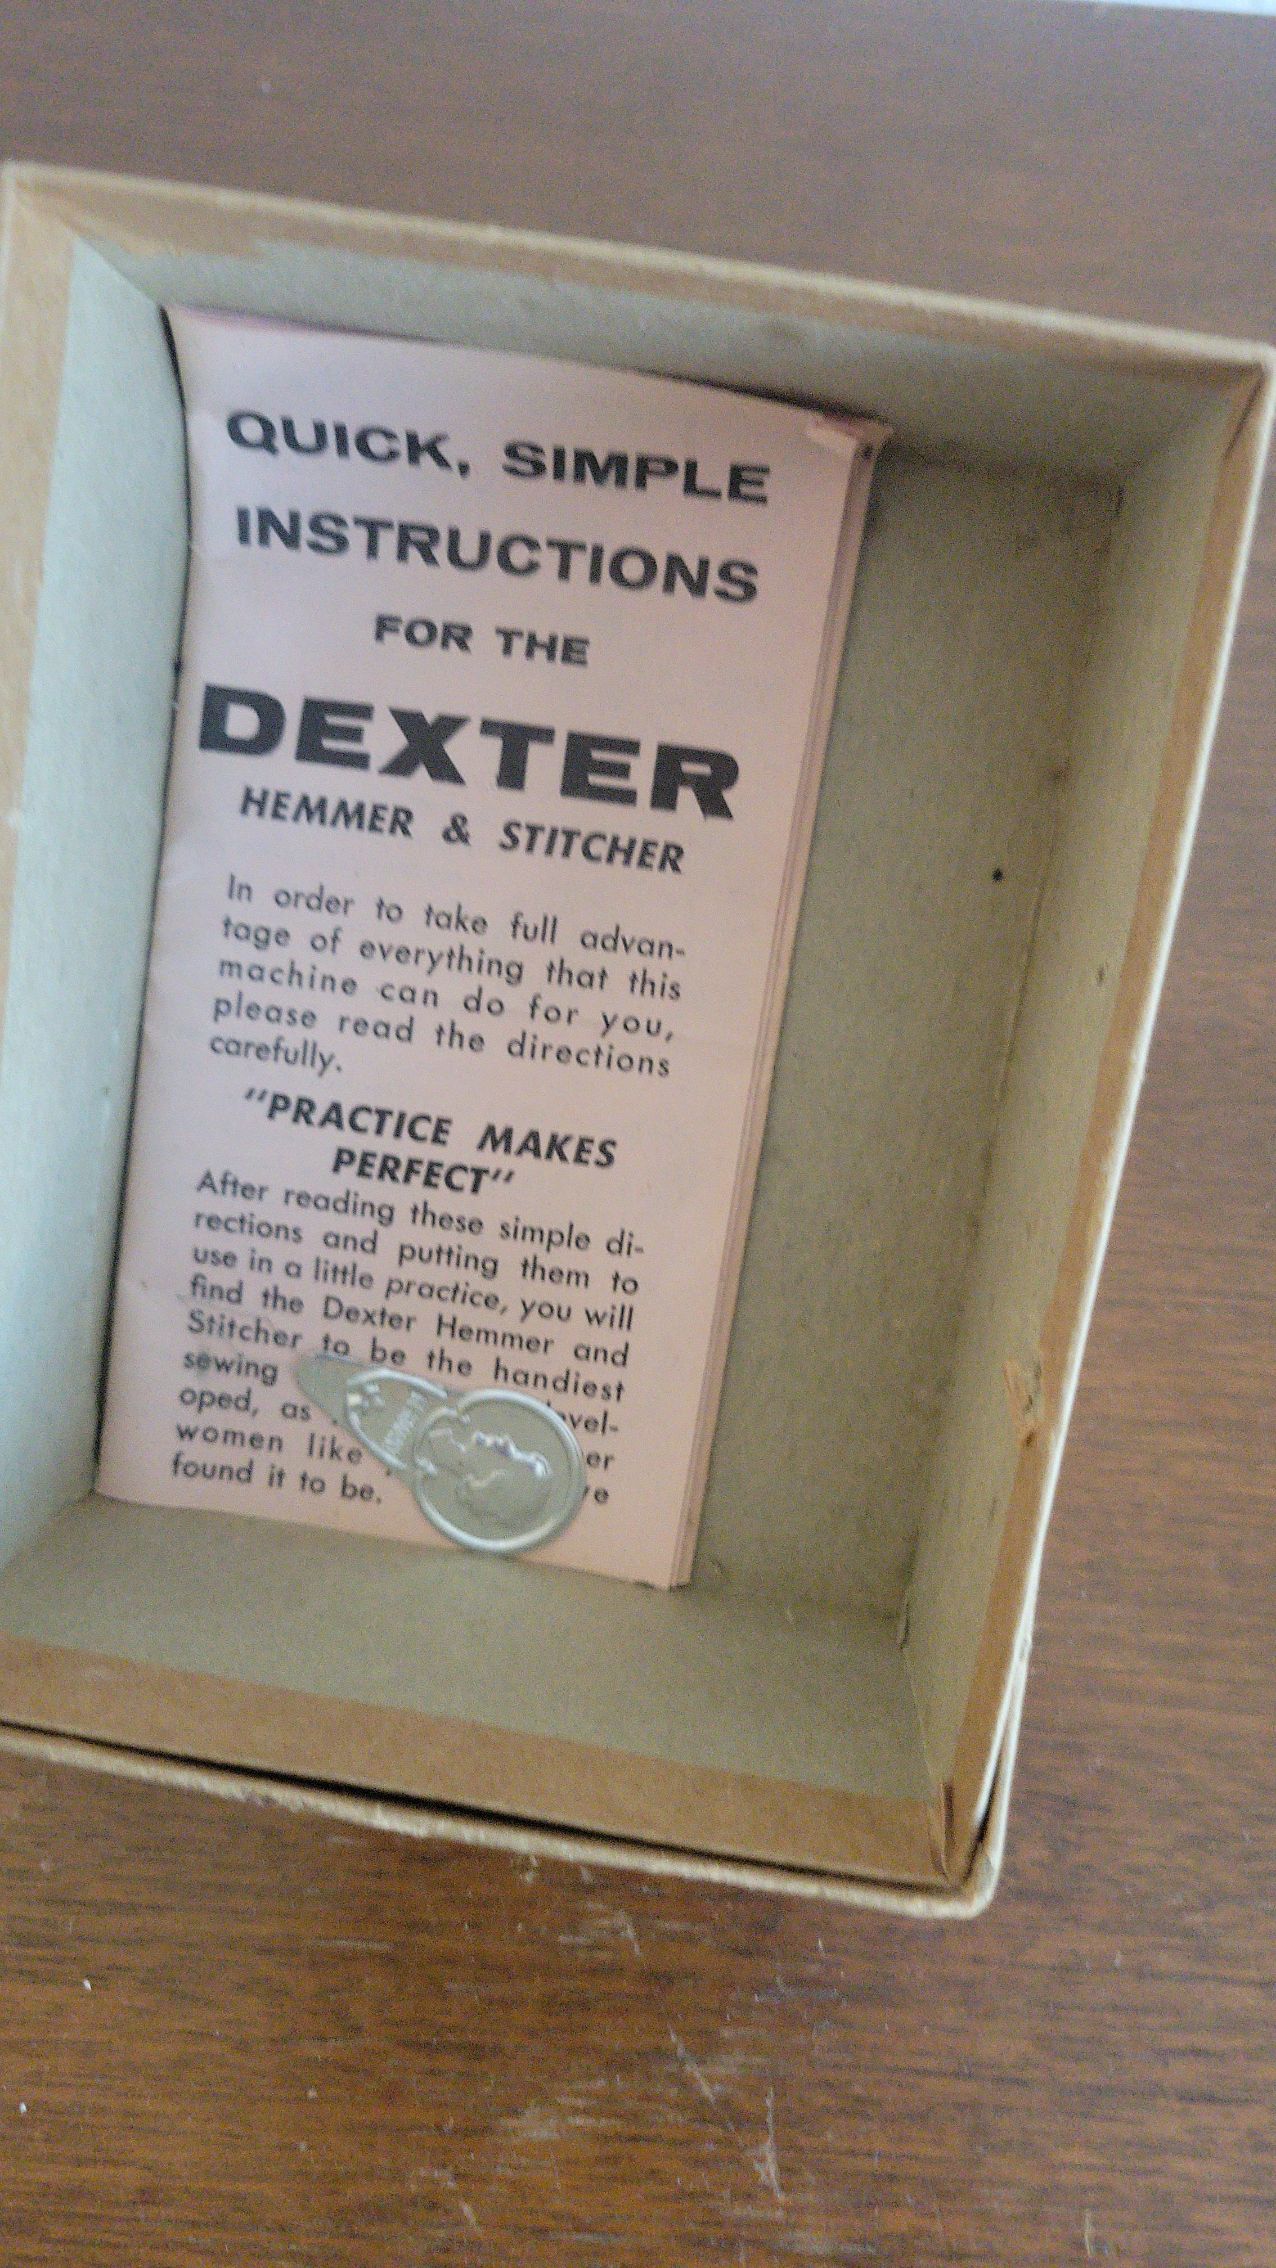 QUICK, SIMPLE
INSTRUCTIONS
FOR THE
DEXTER
HEMMER & STITCHER
In order to take full advan-
tage of everything that this
machine can do for you,
please read the directions
carefully.
"PRACTICE MAKES
PERFECT"
After reading these simple di-
rections and putting them to
use in a little practice, you will
find the Dexter Hemmer and
Stitcher to be the handiest
sewing
oped, as
women like
found it to be.